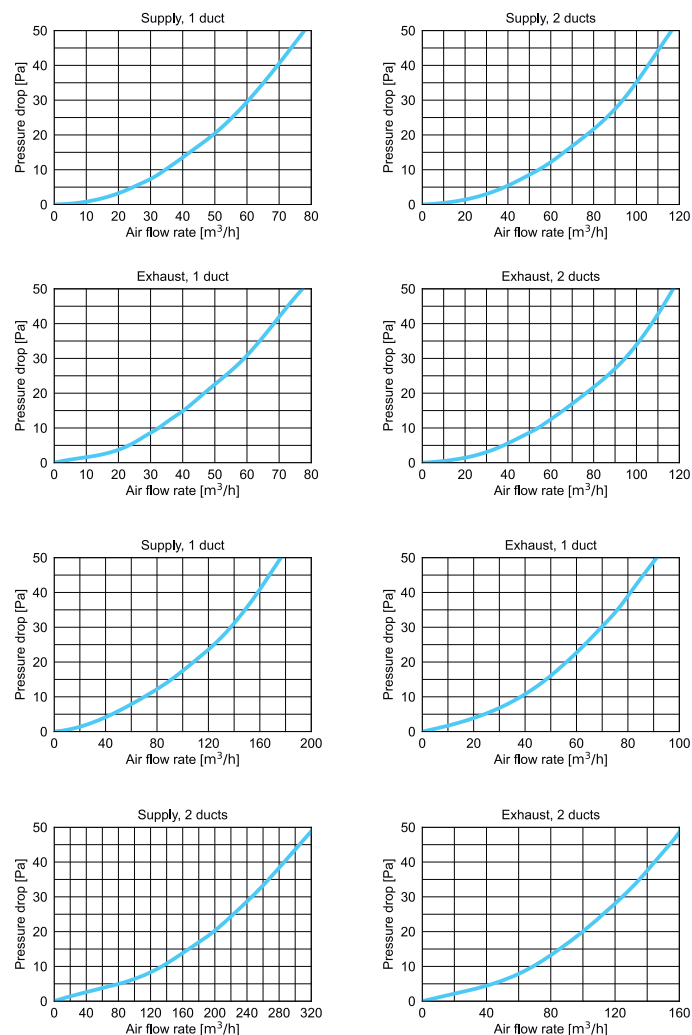 Supply, 1 duct
50
40
30
20
10
0
Pressure drop [Pa]
0 10 20 30 40 50 60 70 80
Air flow rate [m³/h]
Supply, 2 ducts
50
40
30
20
10
0
Pressure drop [Pa]
0 20 40 60 80 100 120
Air flow rate [m³/h]
Exhaust, 1 duct
50
40
30
20
10
0
Pressure drop [Pa]
0 10 20 30 40 50 60 70 80
Air flow rate [m³/h]
Exhaust, 2 ducts
50
40
30
20
10
0
Pressure drop [Pa]
0 20 40 60 80 100 120
Air flow rate [m³/h]
Supply, 1 duct
50
40
30
20
10
0
Pressure drop [Pa]
0 40 80 120 160 200
Air flow rate [m³/h]
Exhaust, 1 duct
50
40
30
20
10
0
Pressure drop [Pa]
0 20 40 60 80 100
Air flow rate [m³/h]
Supply, 2 ducts
50
40
30
20
10
0
Pressure drop [Pa]
0 40 80 120 160 200 240 280 320
Air flow rate [m³/h]
Exhaust, 2 ducts
50
40
30
20
10
0
Pressure drop [Pa]
0 40 80 120 160
Air flow rate [m³/h]